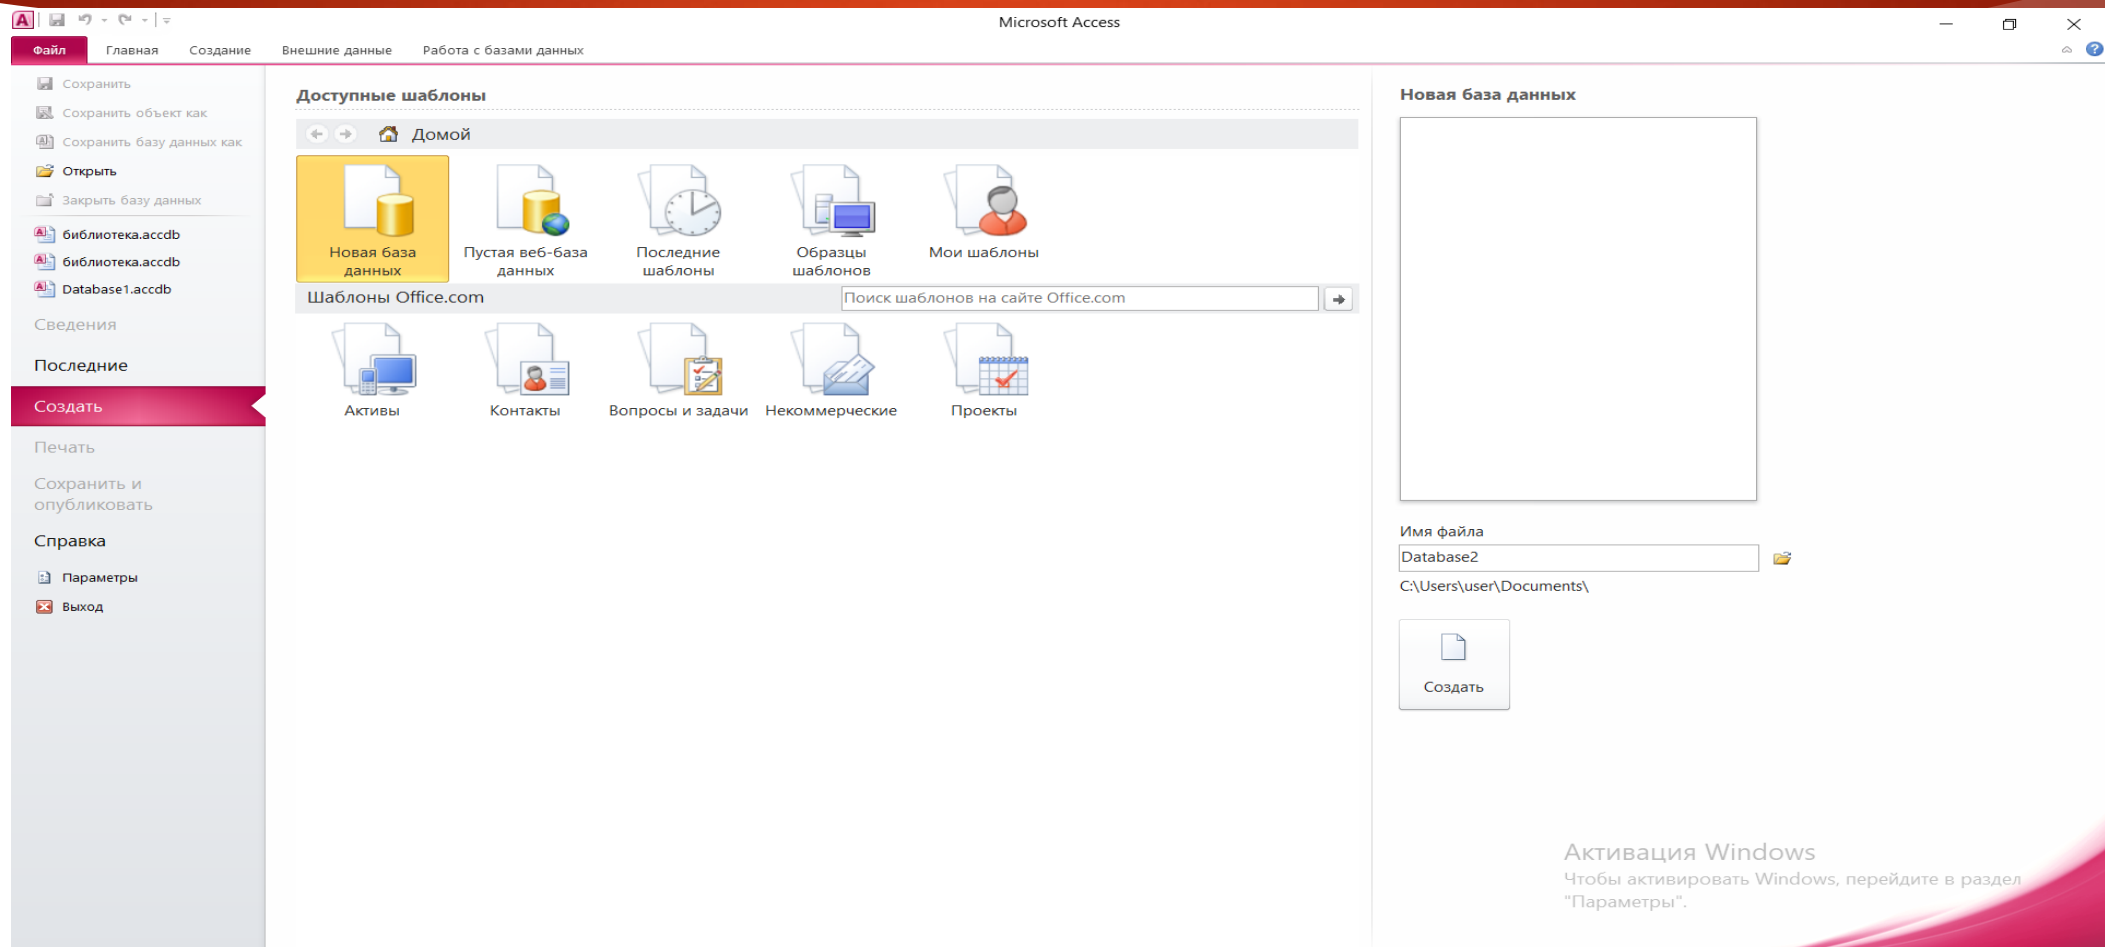 Microsoft Access
Файл Главная Создание Внешние данные Работа с базами данных
Сохранить
Сохранить объект как
Сохранить базу данных как
Открыть
Закрыть базу данных
библиотека.accdb
библиотека.accdb
Database1.accdb
Сведения
Последние
Создать
Печать
Сохранить и
опубликовать
Справка
Параметры
Выход
Доступные шаблоны
Домой
Новая база
данных
Пустая веб-база
данных
Последние
шаблоны
Образцы
шаблонов
Мои шаблоны
Шаблоны Office.com
Поиск шаблонов на сайте Office.com
Активы
Контакты
Вопросы и задачи
Некоммерческие
Проекты
Новая база данных
Имя файла
Database2
C:\Users\user\Documents\
Создать
Активация Windows
Чтобы активировать Windows, перейдите в раздел
"Параметры".